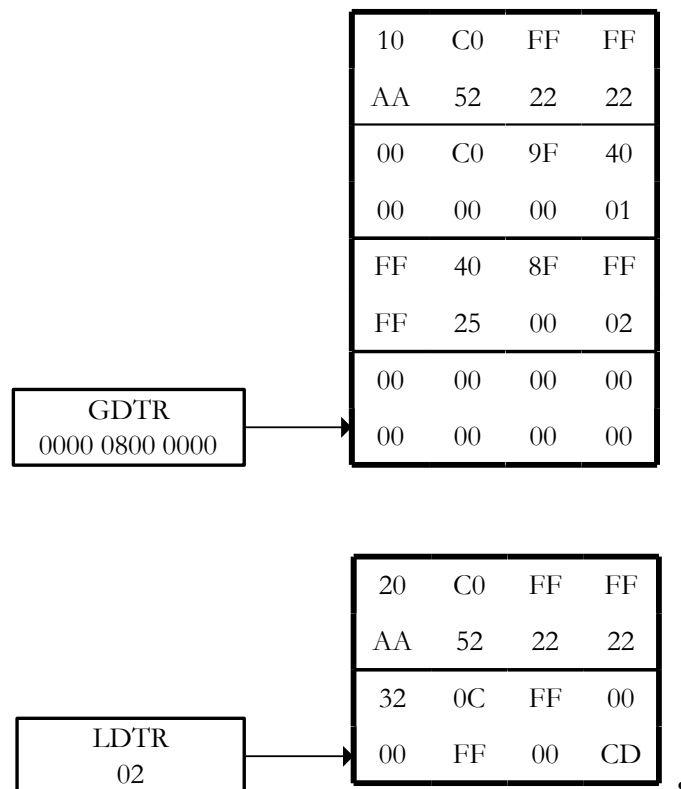 10 C0 FF FF
AA 52 22 22
00 C0 9F 40
00 00 00 01
FF 40 8F FF
FF 25 00 02
00 00 00 00
00 00 00 00
GDTR
0000 0800 0000
20 C0 FF FF
AA 52 22 22
32 0C FF 00
00 FF 00 CD
LDTR
02